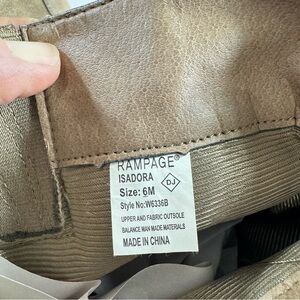 RAMPAGE®
ISADORA
Size: 6M
DJ
Style No:W6336B
UPPER AND FABRIC OUTSOLE
BALANCE MAN MADE MATERIALS
MADE IN CHINA